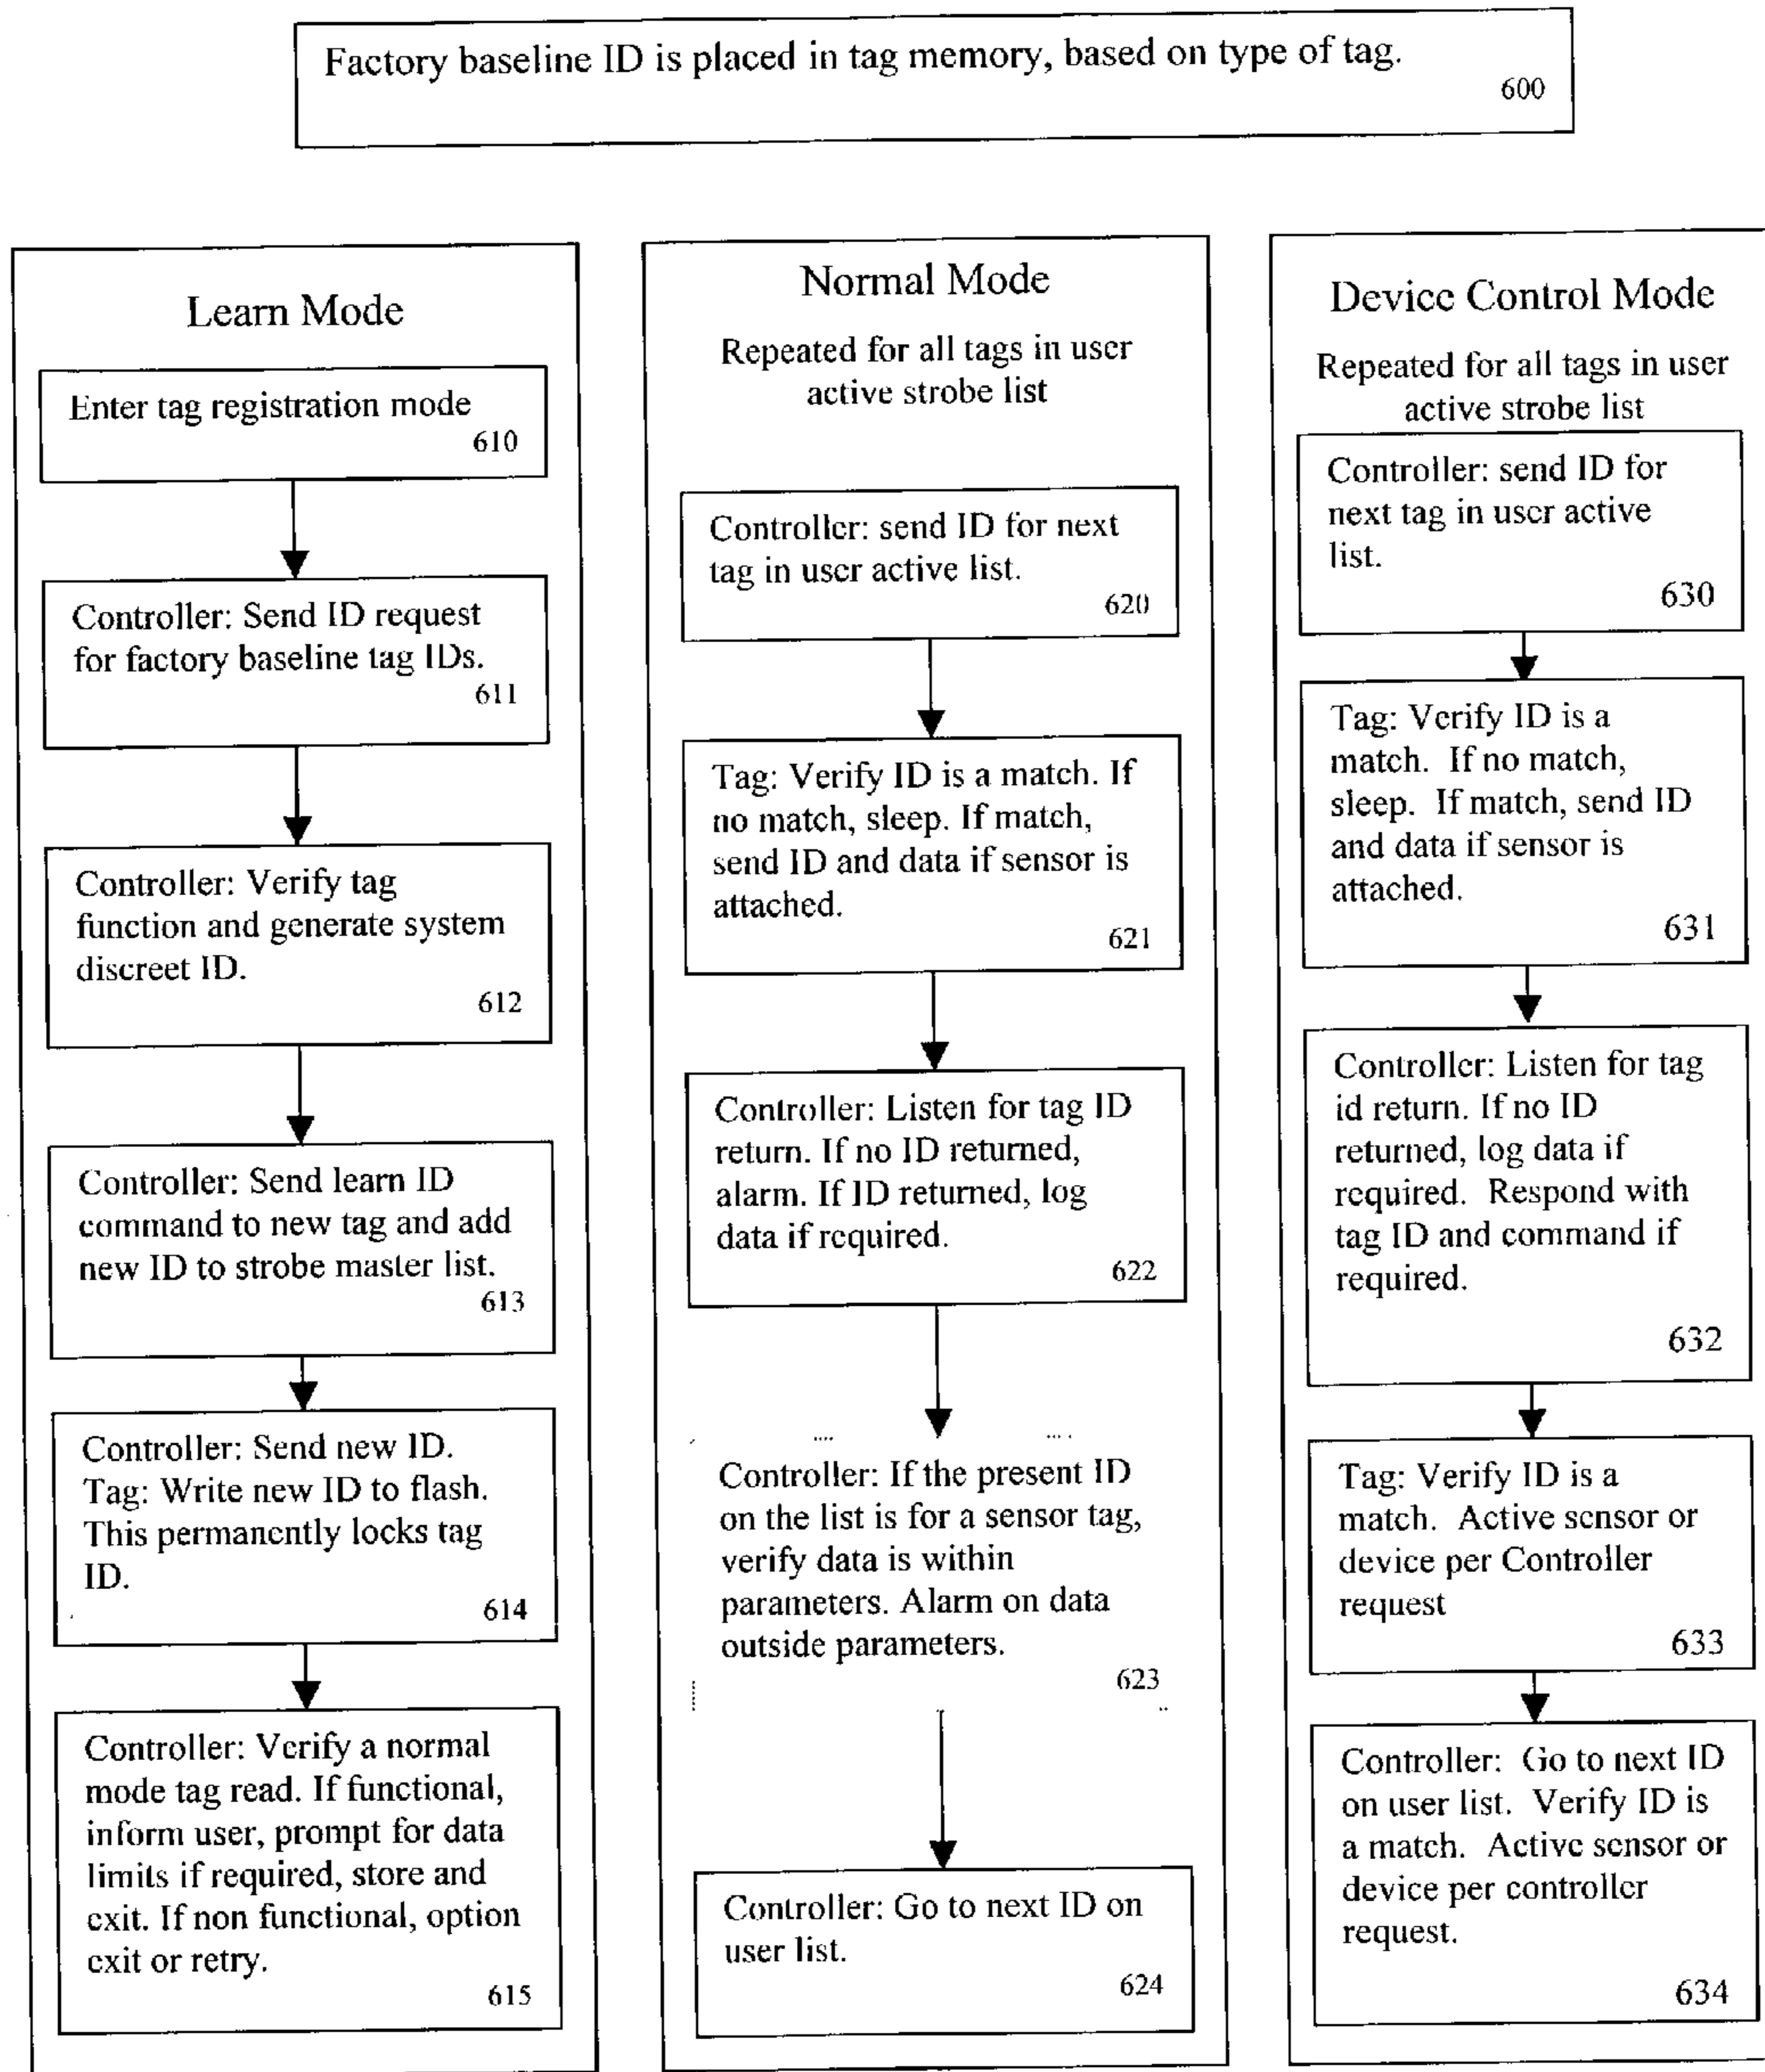 Factory baseline ID is placed in tag memory, based on type of tag.
600
Learn Mode
Enter tag registration mode
610
Controller: Send ID request
for factory baseline tag IDs.
611
Controller: Verify tag
function and generate system
discreet ID.
612
Controller: Send learn ID
command to new tag and add
new ID to strobe master list.
613
Controller: Send new ID.
Tag: Write new ID to flash.
This permanently locks tag
ID.
614
Controller: Verify a normal
mode tag read. If functional,
inform user, prompt for data
limits if required, store and
exit. If non functional, option
exit or retry.
615
Normal Mode
Repeated for all tags in user
active strobe list
Controller: send ID for next
tag in user active list.
620
Tag: Verify ID is a match. If
no match, sleep. If match,
send ID and data if sensor is
attached.
621
Controller: Listen for tag ID
return. If no ID returned,
alarm. If ID returned, log
data if required.
622
Controller: If the present ID
on the list is for a sensor tag,
verify data is within
parameters. Alarm on data
outside parameters.
623
Controller: Go to next ID on
user list.
624
Device Control Mode
Repeated for all tags in user
active strobe list
Controller: send ID for
next tag in user active
list.
630
Tag: Verify ID is a
match. If no match,
sleep. If match, send ID
and data if sensor is
attached.
631
Controller: Listen for tag
id return. If no ID
returned, log data if
required. Respond with
tag ID and command if
required.
632
Tag: Verify ID is a
match. Active sensor or
device per Controller
request
633
Controller: Go to next ID
on user list. Verify ID is
a match. Active sensor or
device per controller
request.
634